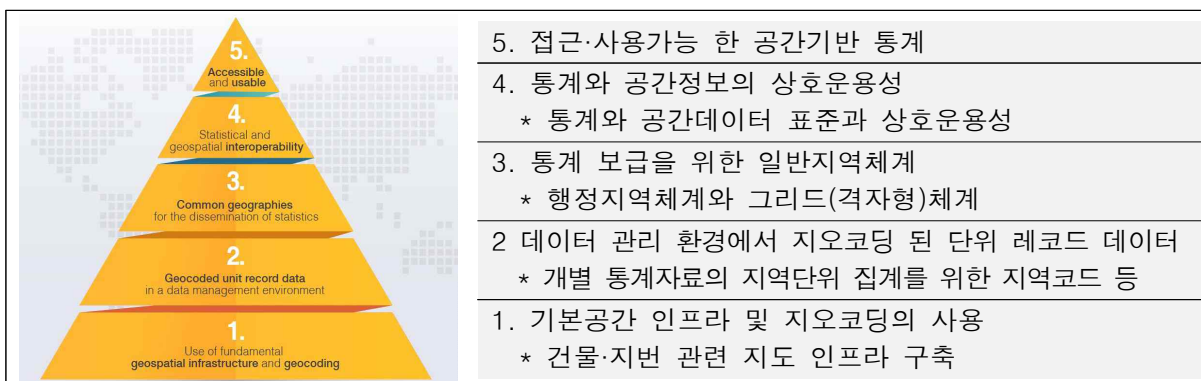 5.
Accessible
and usable
4.
Statistical and
geospatial interoperability
3.
Common geographies
for the dissemination of statistics
2.
Geocoded unit record data
in a data management environment
1.
Use of fundamental
geospatial infrastructure and geocoding
5. 접근·사용가능 한 공간기반 통계
4. 통계와 공간정보의 상호운용성
* 통계와 공간데이터 표준과 상호운용성
3. 통계 보급을 위한 일반지역체계
* 행정지역체계와 그리드(격자형)체계
2 데이터 관리 환경에서 지오코딩 된 단위 레코드 데이터
* 개별 통계자료의 지역단위 집계를 위한 지역코드 등
1. 기본공간 인프라 및 지오코딩의 사용
* 건물·지번 관련 지도 인프라 구축